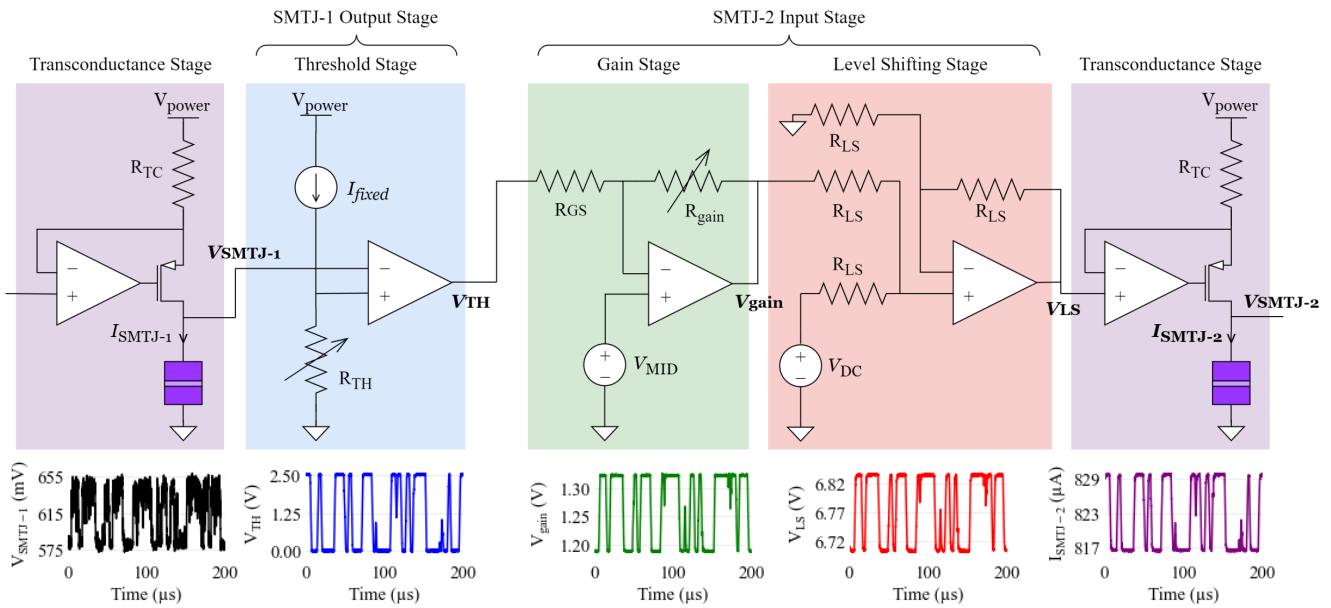 SMTJ-1 Output Stage
SMTJ-2 Input Stage
Transconductance Stage
Threshold Stage
Gain Stage
Level Shifting Stage
Transconductance Stage
Vpower
RTC
−
+
ISMTJ-1
VSMTJ-1
Vpower
Ifixed
−
+
RTH
VTH
RGS
Rgain
−
+
+
−
VMID
Vgain
RLS
RLS
RLS
RLS
−
+
+
−
VDC
VLS
Vpower
RTC
−
+
VSMTJ-2
ISMTJ-2
VSMTJ−1 (mV)
655
615
575
0 100 200
Time (µs)
VTH (V)
2.50
1.25
0.00
0 100 200
Time (µs)
Vgain (V)
1.30
1.25
1.20
0 100 200
Time (µs)
VLS (V)
6.82
6.77
6.72
0 100 200
Time (µs)
ISMTJ−2 (µA)
829
823
817
0 100 200
Time (µs)